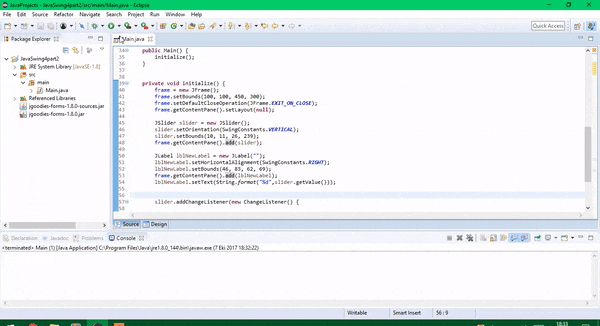 JavaProjects - JavaSwing4part2/src/main/Main.java - Eclipse
File Edit Source Refactor Navigate Search Project Run Window Help
Quick Access
Package Explorer
Main.java
JavaSwing4part2
JRE System Library [JavaSE-1.8]
src
main
Main.java
Referenced Libraries
jgoodies-forms-1.8.0-sources.jar
jgoodies-forms-1.8.0.jar
34 public Main() {
35 initialize();
36 }
37
38
39 private void initialize() {
40 frame = new JFrame();
41 frame.setBounds(100, 100, 450, 300);
42 frame.setDefaultCloseOperation(JFrame.EXIT_ON_CLOSE);
43 frame.getContentPane().setLayout(null);
44
45 JSlider slider = new JSlider();
46 slider.setOrientation(SwingConstants.VERTICAL);
47 slider.setBounds(10, 11, 26, 239);
48 frame.getContentPane().add(slider);
49
50 JLabel lblNewLabel = new JLabel("");
51 lblNewLabel.setHorizontalAlignment(SwingConstants.RIGHT);
52 lblNewLabel.setBounds(46, 83, 62, 69);
53 frame.getContentPane().add(lblNewLabel);
54 lblNewLabel.setText(String.format("%d",slider.getValue()));
55
56
57 slider.addChangeListener(new ChangeListener() {
Source Design
Declaration Javadoc Problems Console
<terminated> Main (1) [Java Application] C:\Program Files\Java\jre1.8.0_144\bin\javaw.exe (7 Eki 2017 18:32:22)
Writable Smart Insert 56 : 9
18:33